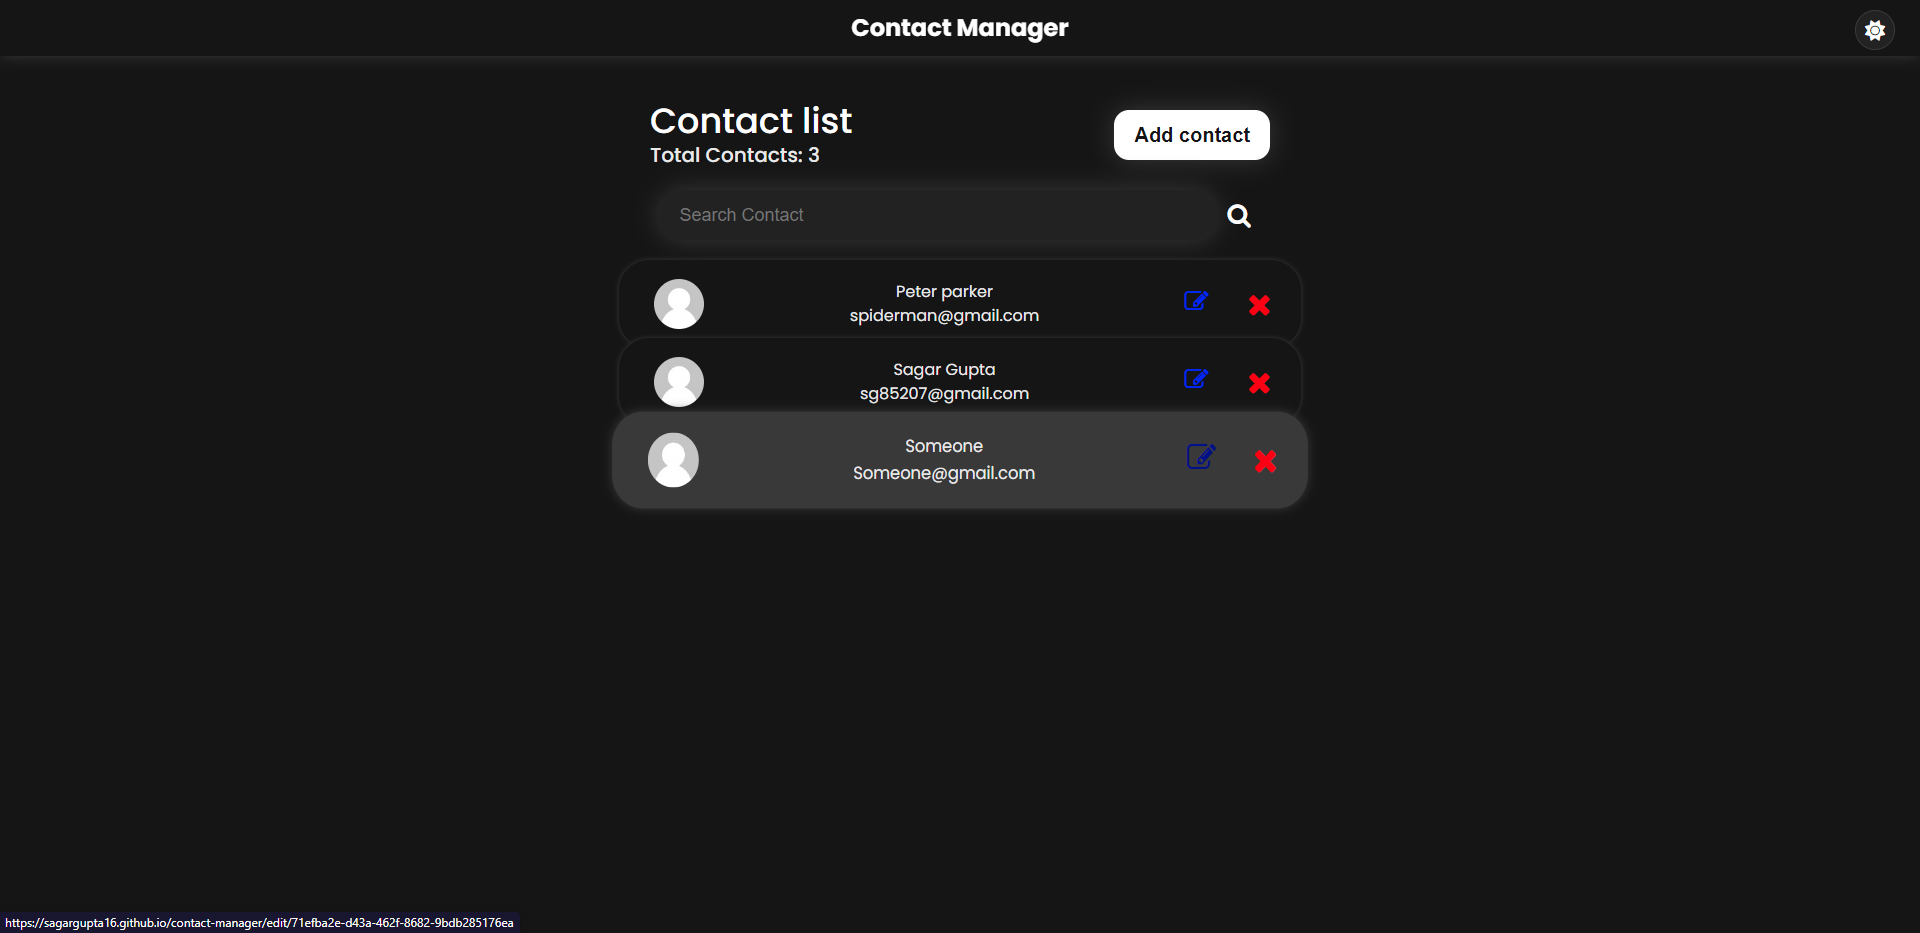 Contact Manager
Contact list
Add contact
Total Contacts: 3
Search Contact
Peter parker
spiderman@gmail.com
Sagar Gupta
sg85207@gmail.com
Someone
Someone@gmail.com
https://sagargupta16.github.io/contact-manager/edit/71efba2e-d43a-462f-8682-9bdb285176ea